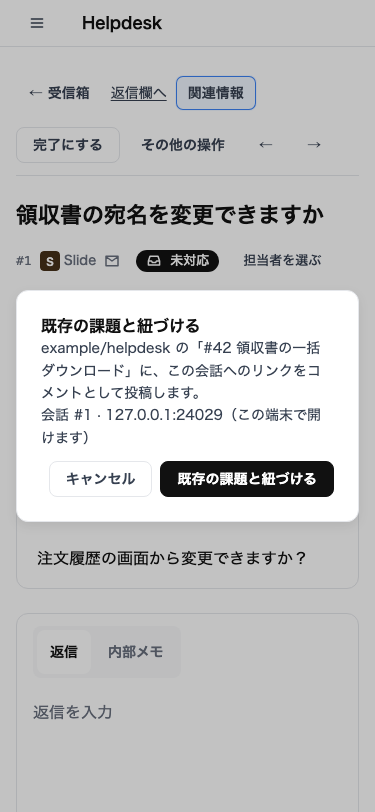 Helpdesk
← 受信箱 返信欄へ 関連情報
完了にする その他の操作 ← →
領収書の宛名を変更できますか
#1 S Slide 未対応 担当者を選ぶ
既存の課題と紐づける
example/helpdesk の「#42 領収書の一括
ダウンロード」に、この会話へのリンクをコ
メントとして投稿します。
会話 #1 · 127.0.0.1:24029（この端末で開
けます）
キャンセル 既存の課題と紐づける
注文履歴の画面から変更できますか？
返信 内部メモ
返信を入力